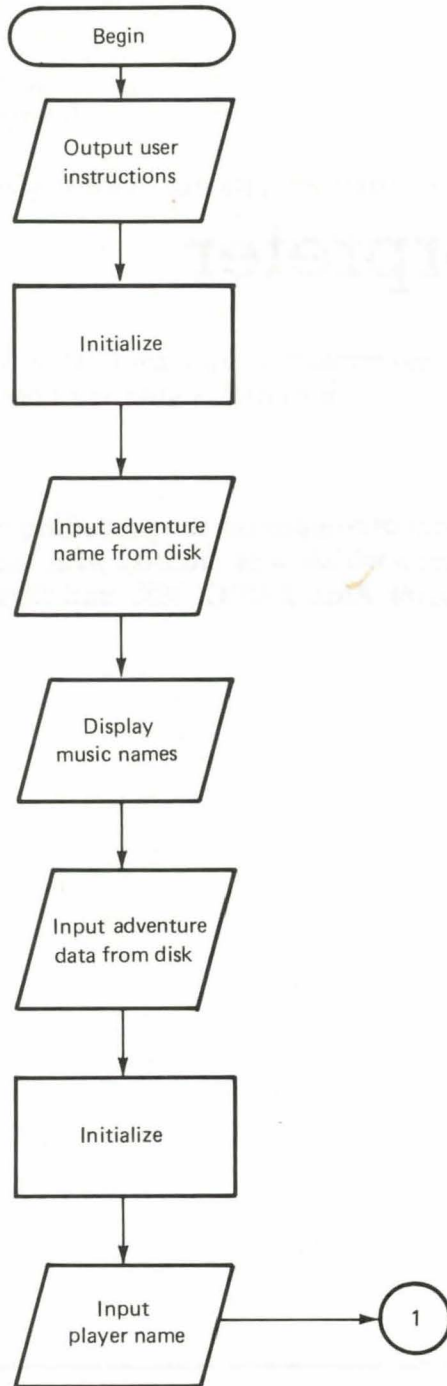 Begin
Output user
instructions
Initialize
Input adventure
name from disk
Display
music names
Input adventure
data from disk
Initialize
Input
player name
1